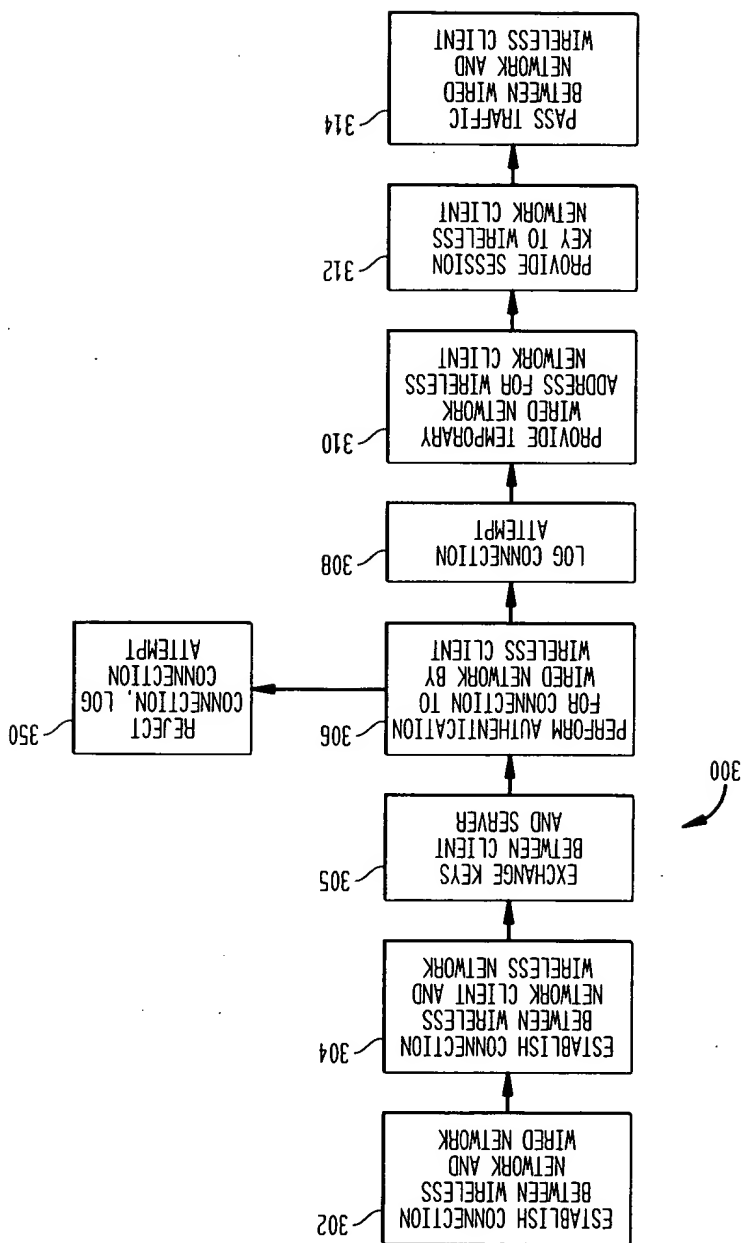 ESTABLISH CONNECTION
BETWEEN WIRELESS
NETWORK AND
WIRED NETWORK
302
ESTABLISH CONNECTION
BETWEEN WIRELESS
NETWORK CLIENT AND
WIRELESS NETWORK
304
EXCHANGE KEYS
BETWEEN CLIENT
AND SERVER
305
300
PERFORM AUTHENTICATION
FOR CONNECTION TO
WIRED NETWORK BY
WIRELESS CLIENT
306
REJECT
CONNECTION, LOG
CONNECTION
ATTEMPT
350
LOG CONNECTION
ATTEMPT
308
PROVIDE TEMPORARY
WIRED NETWORK
ADDRESS FOR WIRELESS
NETWORK CLIENT
310
PROVIDE SESSION
KEY TO WIRELESS
NETWORK CLIENT
312
PASS TRAFFIC
BETWEEN WIRED
NETWORK AND
WIRELESS CLIENT
314